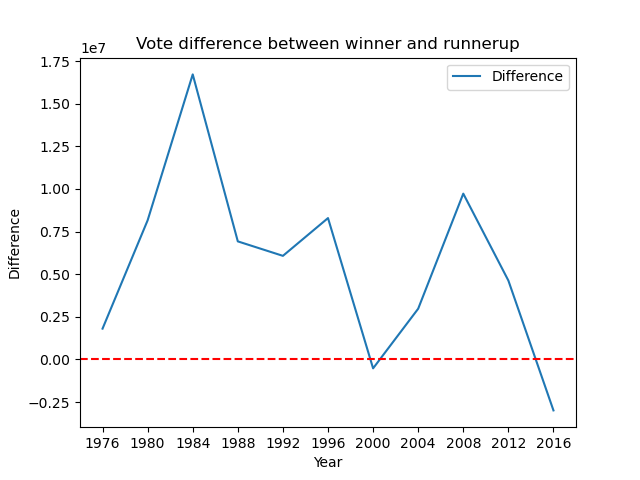 Vote difference between winner and runnerup
1e7
Difference
1.75
1.50
1.25
1.00
0.75
0.50
0.25
0.00
−0.25
Difference
1976 1980 1984 1988 1992 1996 2000 2004 2008 2012 2016
Year